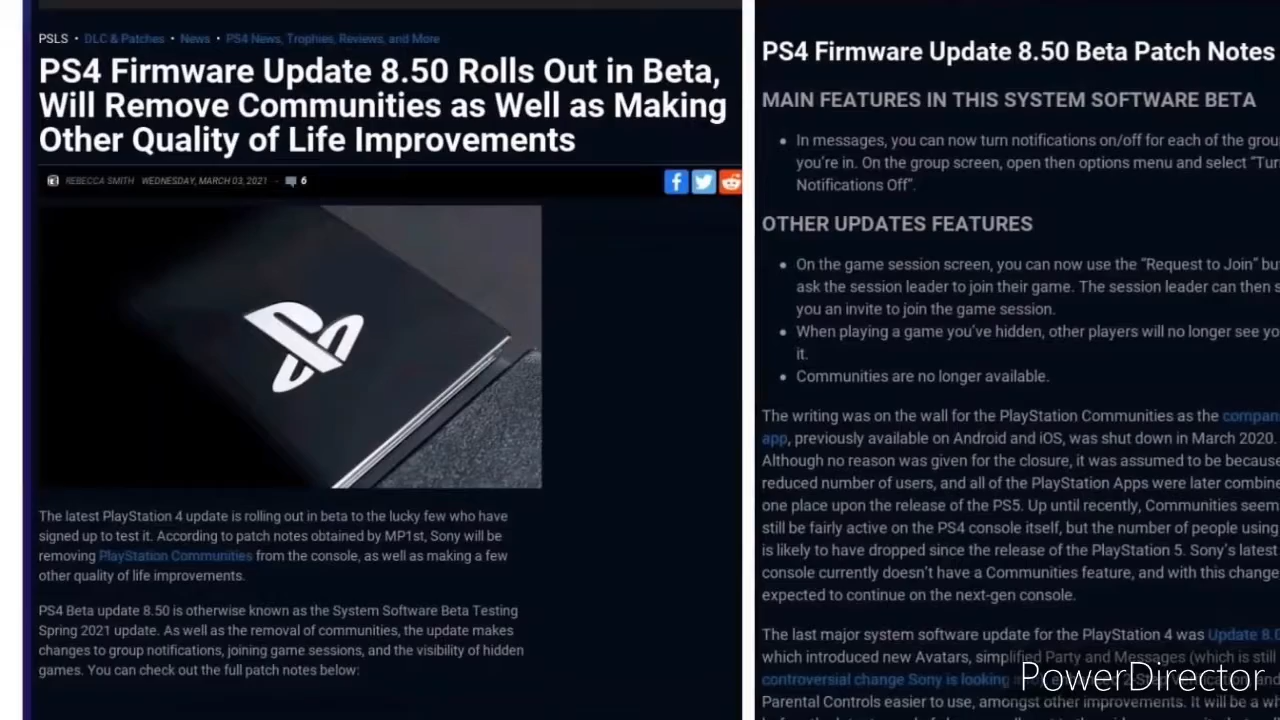 PSLS • DLC & Patches • News • PS4 News, Trophies, Reviews, and More
PS4 Firmware Update 8.50 Rolls Out in Beta,
Will Remove Communities as Well as Making
Other Quality of Life Improvements
REBECCA SMITH WEDNESDAY, MARCH 03, 2021 - 6
The latest PlayStation 4 update is rolling out in beta to the lucky few who have
signed up to test it. According to patch notes obtained by MP1st, Sony will be
removing PlayStation Communities from the console, as well as making a few
other quality of life improvements.
PS4 Beta update 8.50 is otherwise known as the System Software Beta Testing
Spring 2021 update. As well as the removal of communities, the update makes
changes to group notifications, joining game sessions, and the visibility of hidden
games. You can check out the full patch notes below:
PS4 Firmware Update 8.50 Beta Patch Notes
MAIN FEATURES IN THIS SYSTEM SOFTWARE BETA
• In messages, you can now turn notifications on/off for each of the grou
you're in. On the group screen, open then options menu and select “Tur
Notifications Off”.
OTHER UPDATES FEATURES
• On the game session screen, you can now use the “Request to Join” bu
ask the session leader to join their game. The session leader can then s
you an invite to join the game session.
• When playing a game you've hidden, other players will no longer see yo
it.
• Communities are no longer available.
The writing was on the wall for the PlayStation Communities as the compan
app, previously available on Android and iOS, was shut down in March 2020.
Although no reason was given for the closure, it was assumed to be because
reduced number of users, and all of the PlayStation Apps were later combine
one place upon the release of the PS5. Up until recently, Communities seem
still be fairly active on the PS4 console itself, but the number of people using
is likely to have dropped since the release of the PlayStation 5. Sony's latest
console currently doesn't have a Communities feature, and with this change
expected to continue on the next-gen console.
The last major system software update for the PlayStation 4 was Update 8.0
which introduced new Avatars, simplified Party and Messages (which is still
controversial change Sony is looking 2-Step and
Parental Controls easier to use, amongst other improvements. It will be a w
PowerDirector